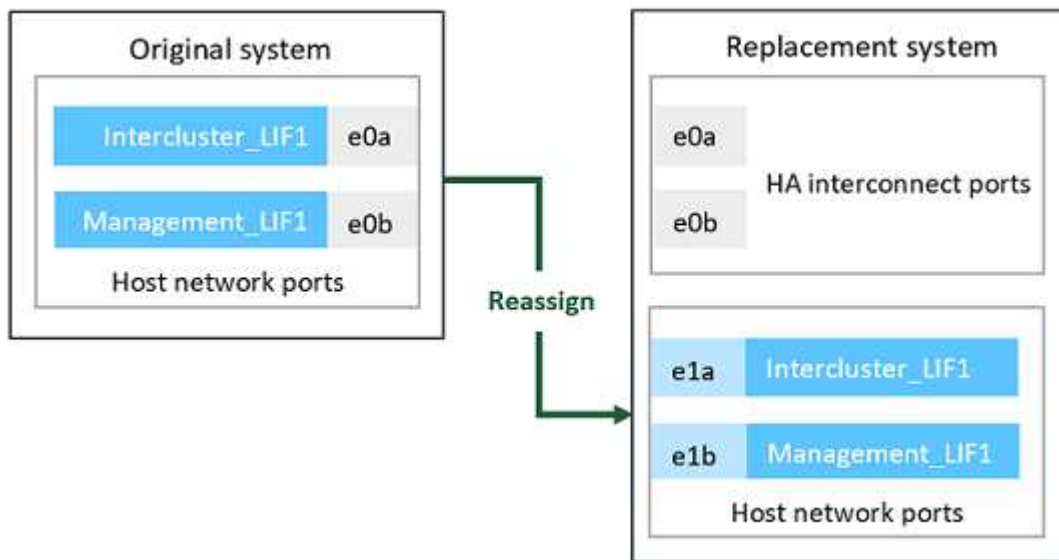 Original system
Intercluster_LIF1 e0a
Management_LIF1 e0b
Host network ports
Reassign
Replacement system
e0a
HA interconnect ports
e0b
e1a Intercluster_LIF1
e1b Management_LIF1
Host network ports